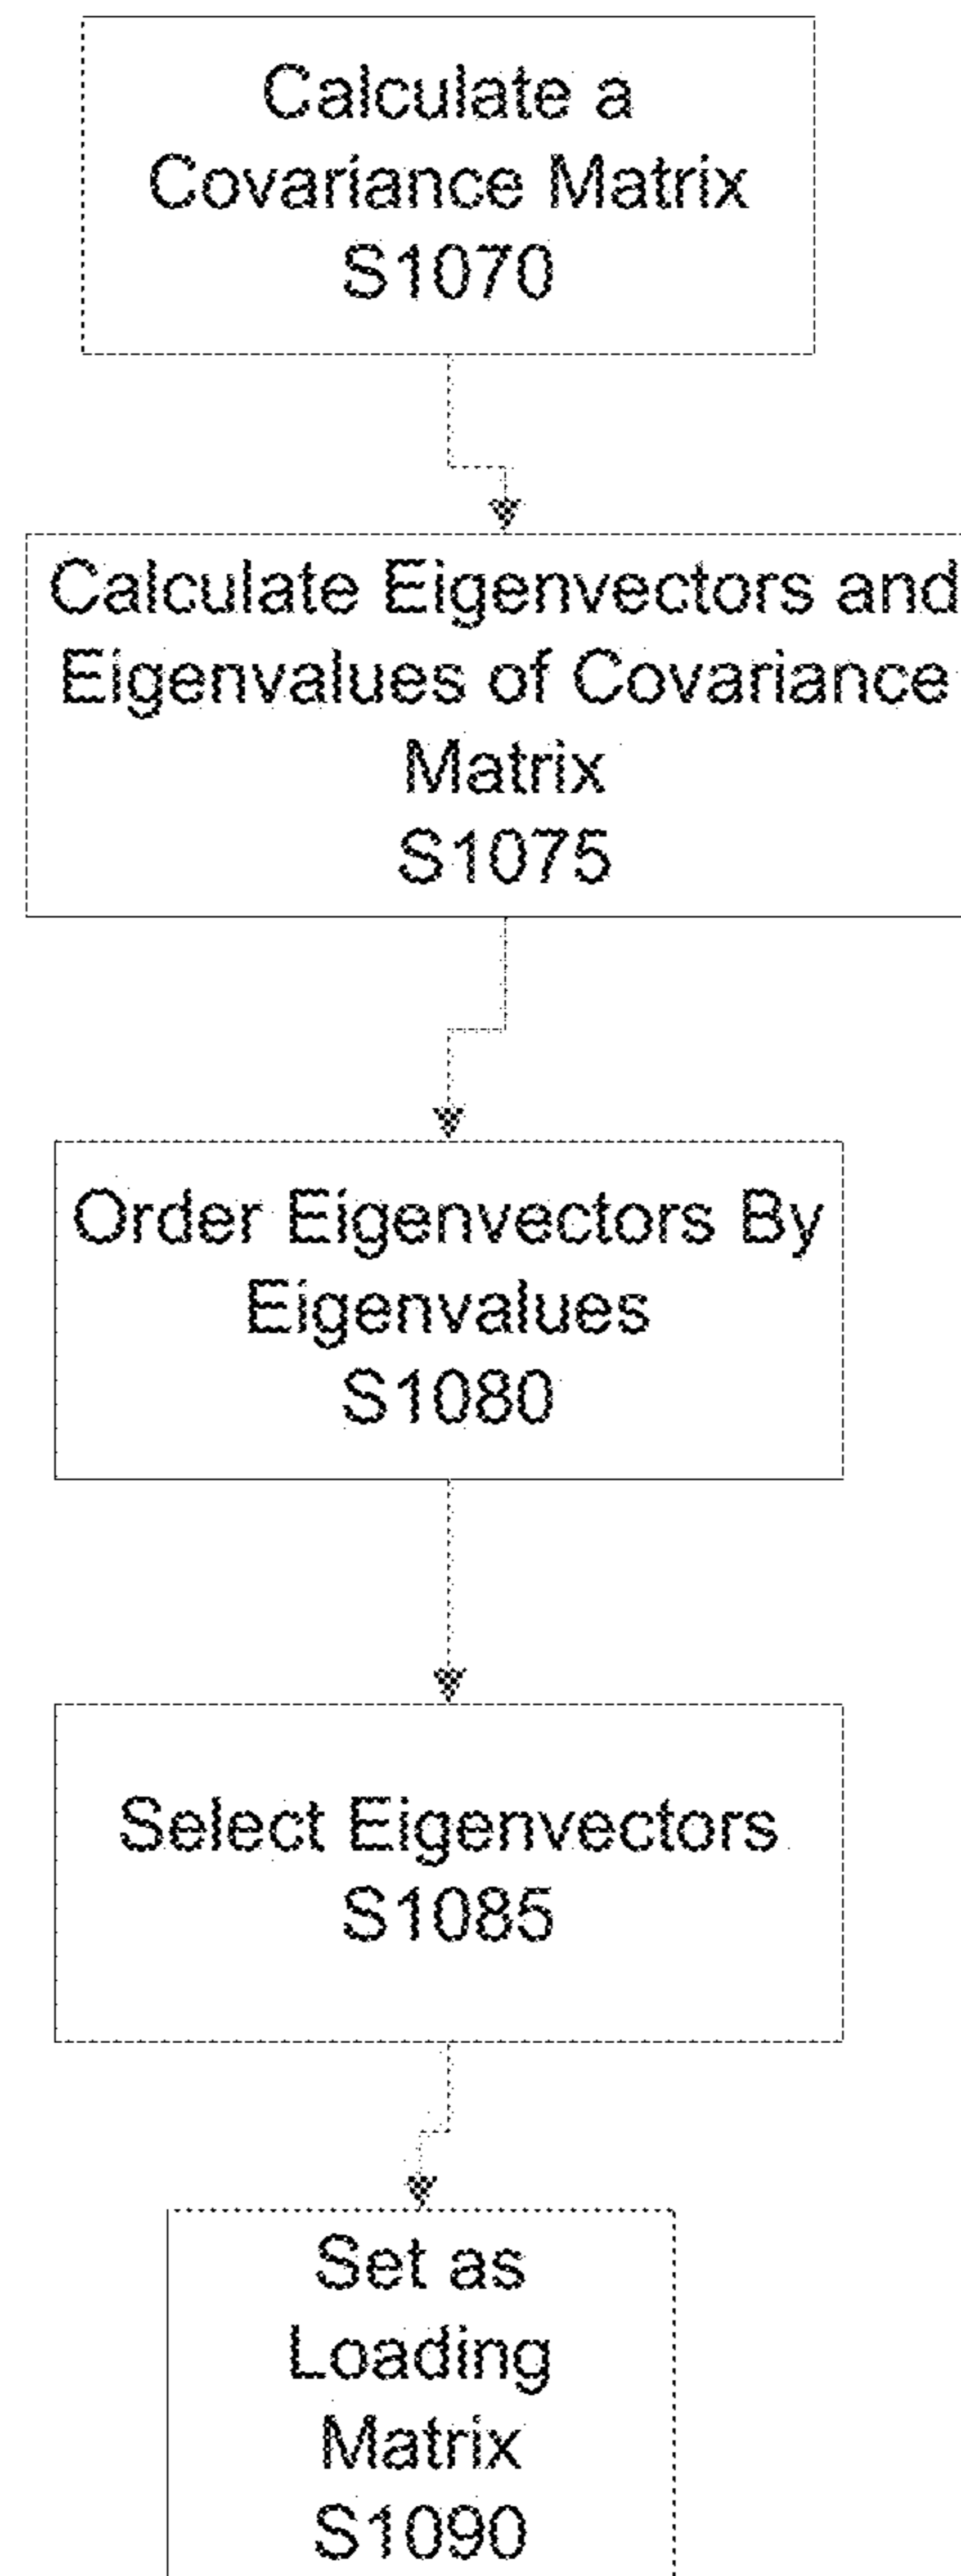 Calculate a
Covariance Matrix
S1070
Calculate Eigenvectors and
Eigenvalues of Covariance
Matrix
S1075
Order Eigenvectors By
Eigenvalues
S1080
Select Eigenvectors
S1085
Set as
Loading
Matrix
S1090